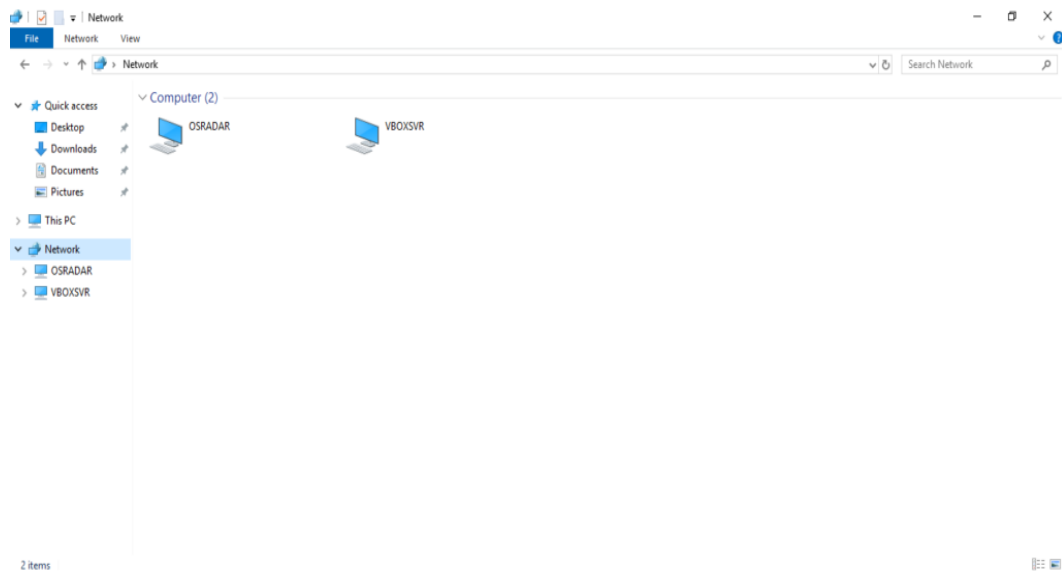 Network
File Network View
Network Search Network
Quick access
Desktop
Downloads
Documents
Pictures
This PC
Network
OSRADAR
VBOXSVR
Computer (2)
OSRADAR VBOXSVR
2 items